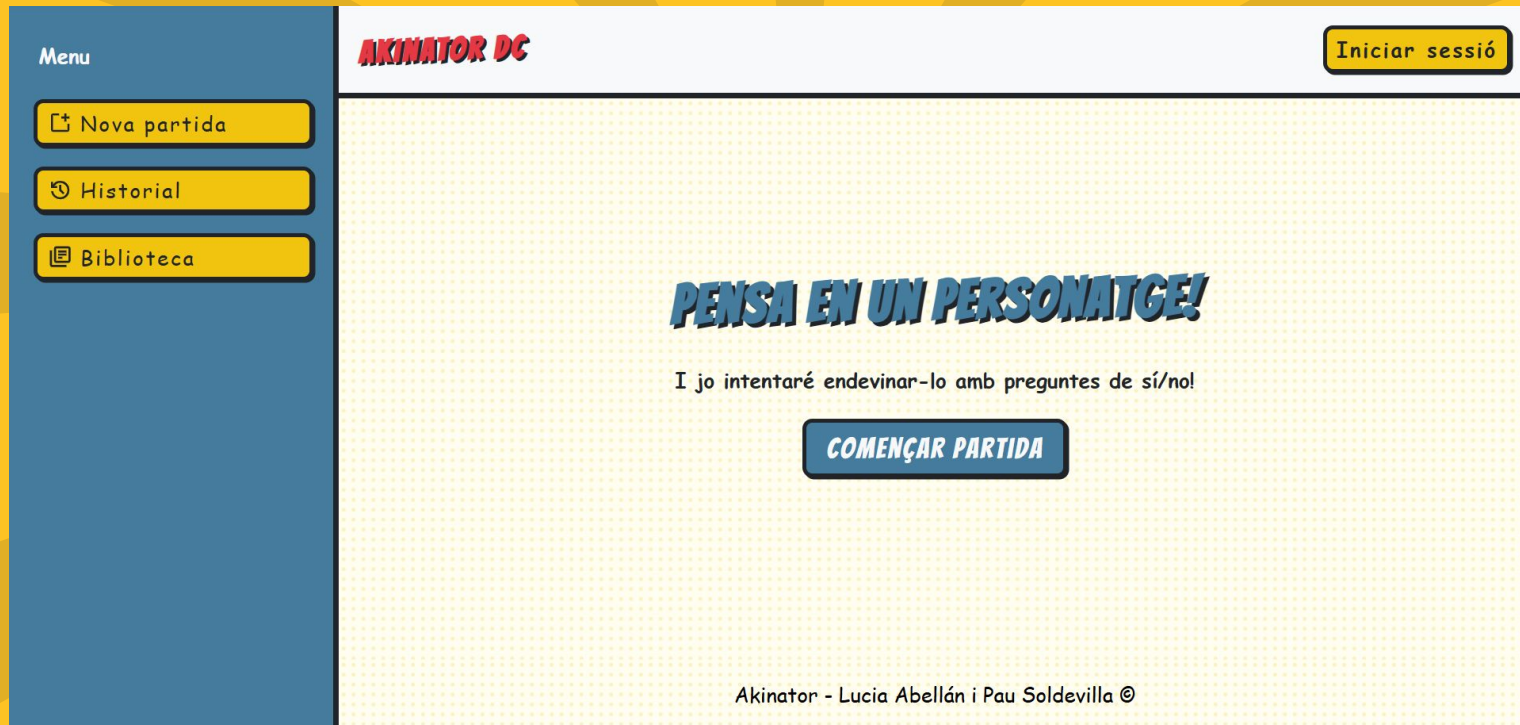 Menu
Nova partida
Historial
Biblioteca
AKINATOR DC
Iniciar sessió
PENSA EN UN PERSONATGE!
I jo intentaré endevinar-lo amb preguntes de sí/no!
COMENÇAR PARTIDA
Akinator - Lucia Abellán i Pau Soldevilla ©